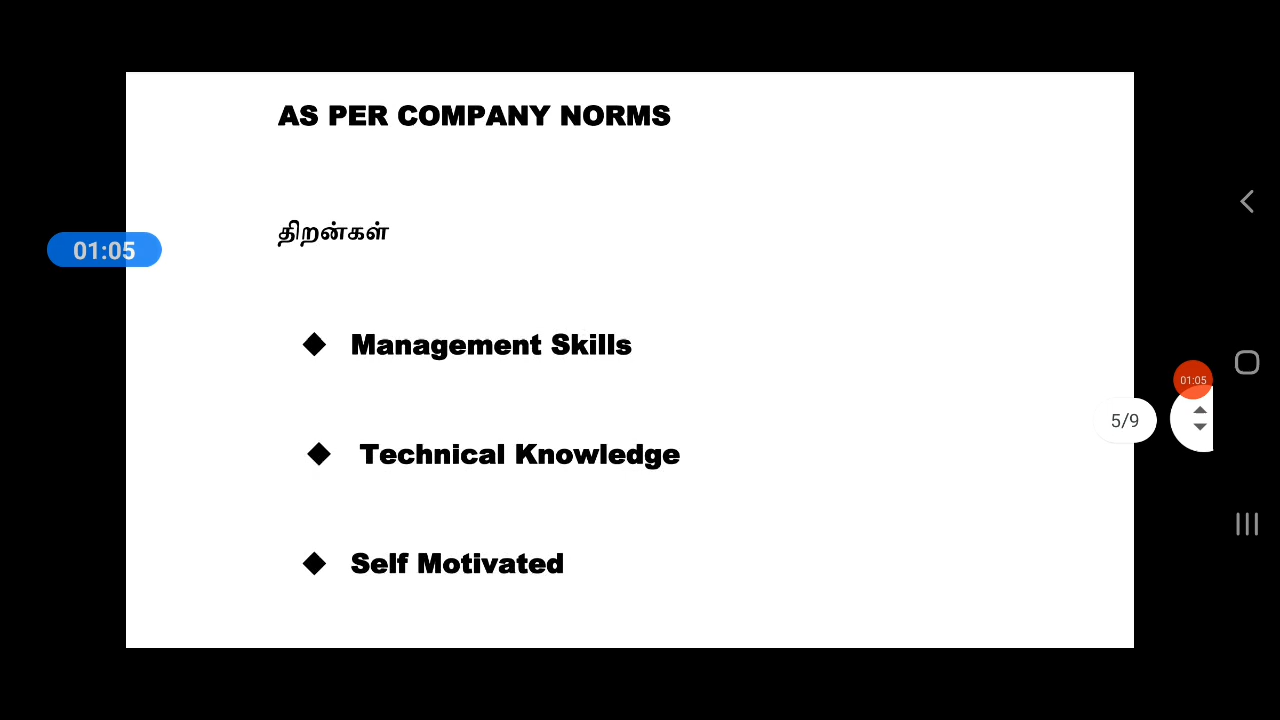 AS PER COMPANY NORMS
திறன்கள்
01:05
◆ Management Skills
01:05
5/9
◆ Technical Knowledge
◆ Self Motivated